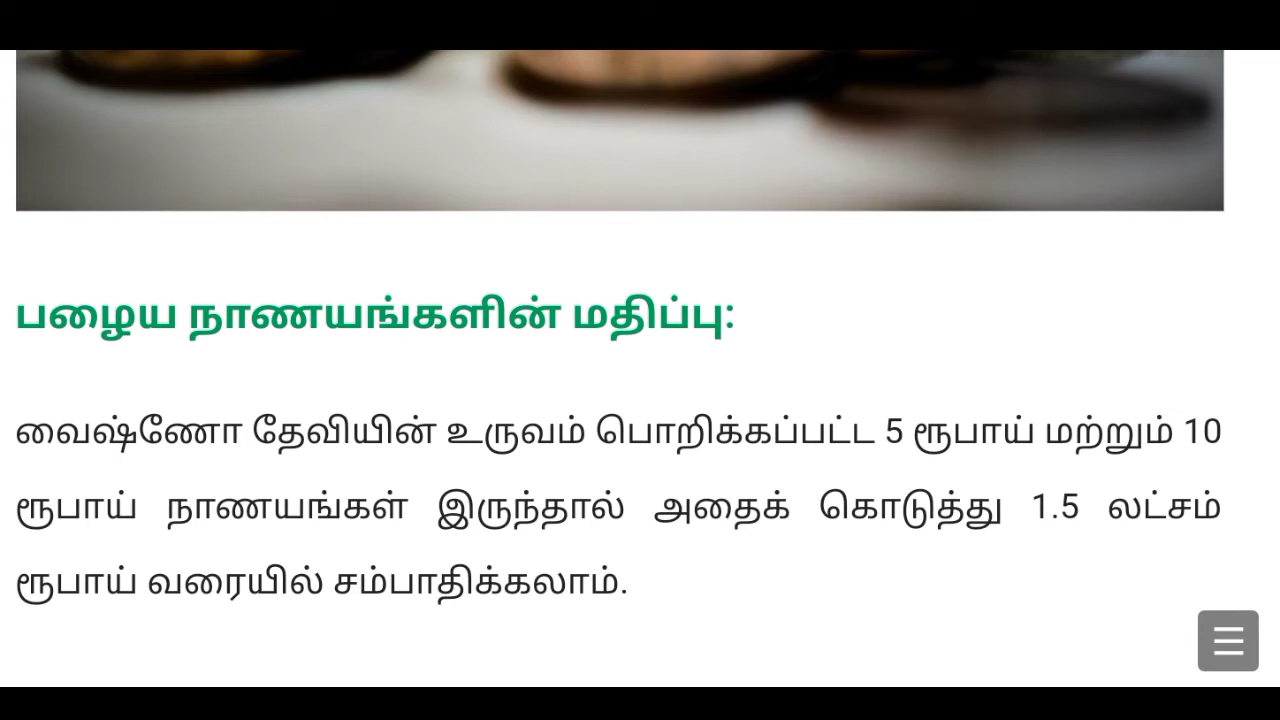 பழைய நாணயங்களின் மதிப்பு:
வைஷ்ணோ தேவியின் உருவம் பொறிக்கப்பட்ட 5 ரூபாய் மற்றும் 10
ரூபாய் நாணயங்கள் இருந்தால் அதைக் கொடுத்து 1.5 லட்சம்
ரூபாய் வரையில் சம்பாதிக்கலாம்.